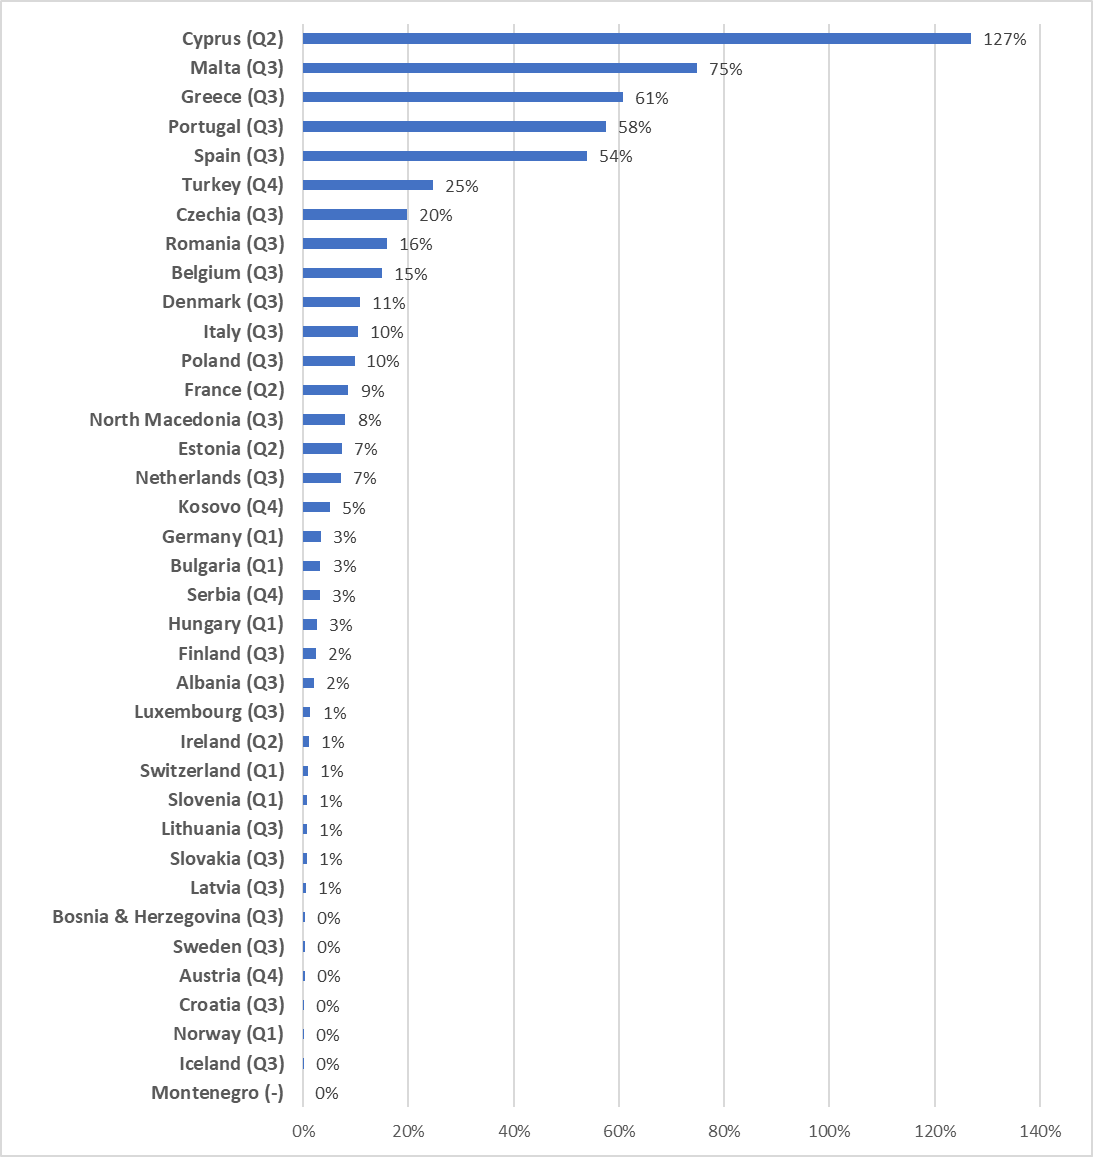 Cyprus (Q2) 127%
Malta (Q3) 75%
Greece (Q3) 61%
Portugal (Q3) 58%
Spain (Q3) 54%
Turkey (Q4) 25%
Czechia (Q3) 20%
Romania (Q3) 16%
Belgium (Q3) 15%
Denmark (Q3) 11%
Italy (Q3) 10%
Poland (Q3) 10%
France (Q2) 9%
North Macedonia (Q3) 8%
Estonia (Q2) 7%
Netherlands (Q3) 7%
Kosovo (Q4) 5%
Germany (Q1) 3%
Bulgaria (Q1) 3%
Serbia (Q4) 3%
Hungary (Q1) 3%
Finland (Q3) 2%
Albania (Q3) 2%
Luxembourg (Q3) 1%
Ireland (Q2) 1%
Switzerland (Q1) 1%
Slovenia (Q1) 1%
Lithuania (Q3) 1%
Slovakia (Q3) 1%
Latvia (Q3) 1%
Bosnia & Herzegovina (Q3) 0%
Sweden (Q3) 0%
Austria (Q4) 0%
Croatia (Q3) 0%
Norway (Q1) 0%
Iceland (Q3) 0%
Montenegro (-) 0%
0% 20% 40% 60% 80% 100% 120% 140%